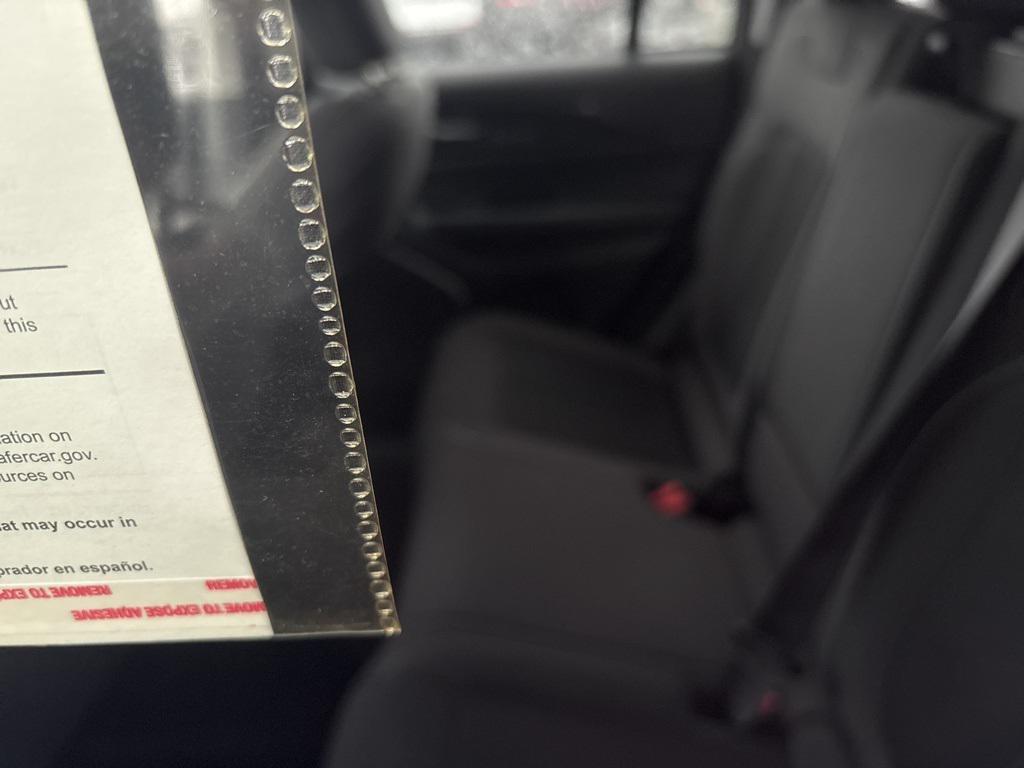 ut
this
ation on
afercar.gov.
urces on
at may occur in
prador en español.
REMOVE TO EXPOSE ADHESIVE